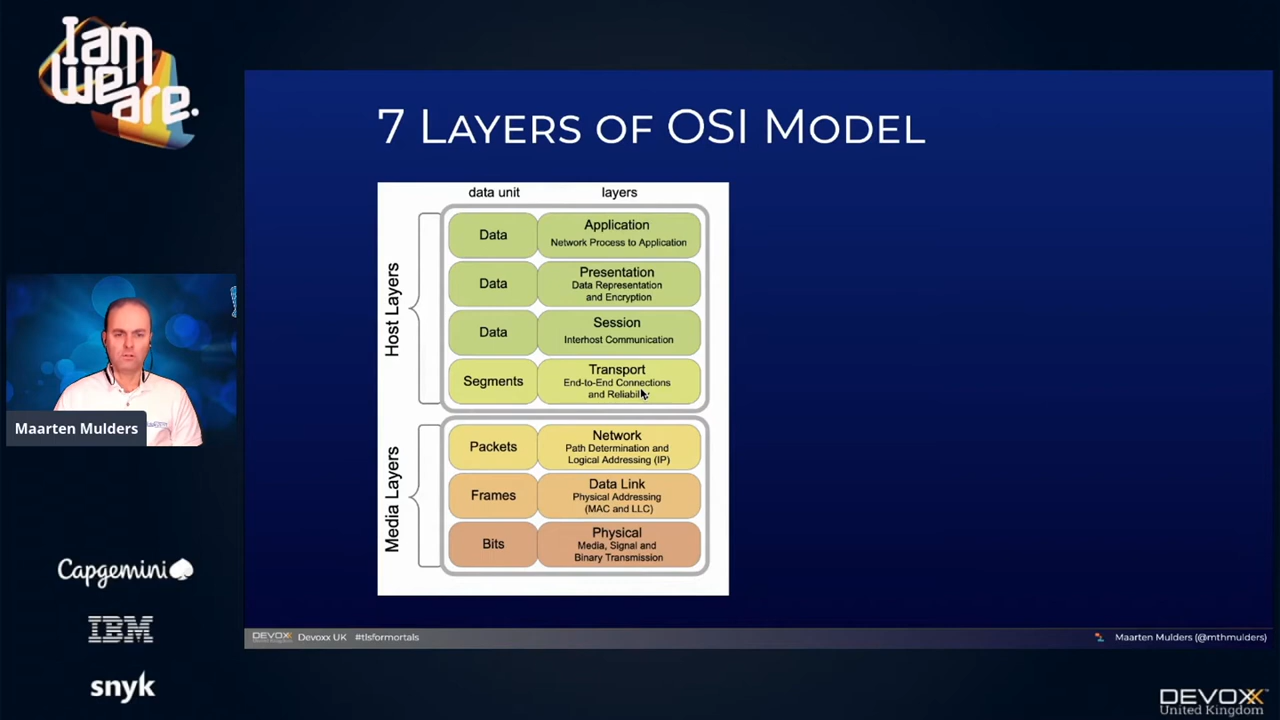 I am
we
are.
7 LAYERS OF OSI MODEL
data unit layers
Host Layers
Data Application
Network Process to Application
Data Presentation
Data Representation
and Encryption
Data Session
Interhost Communication
Segments Transport
End-to-End Connections
and Reliability
Media Layers
Packets Network
Path Determination and
Logical Addressing (IP)
Frames Data Link
Physical Addressing
(MAC and LLC)
Bits Physical
Media, Signal and
Binary Transmission
Maarten Mulders
Capgemini
IBM
snyk
DEVOXX Devoxx UK #tlsformortals
Maarten Mulders (@mthmulders)
DEVOXX
United Kingdom